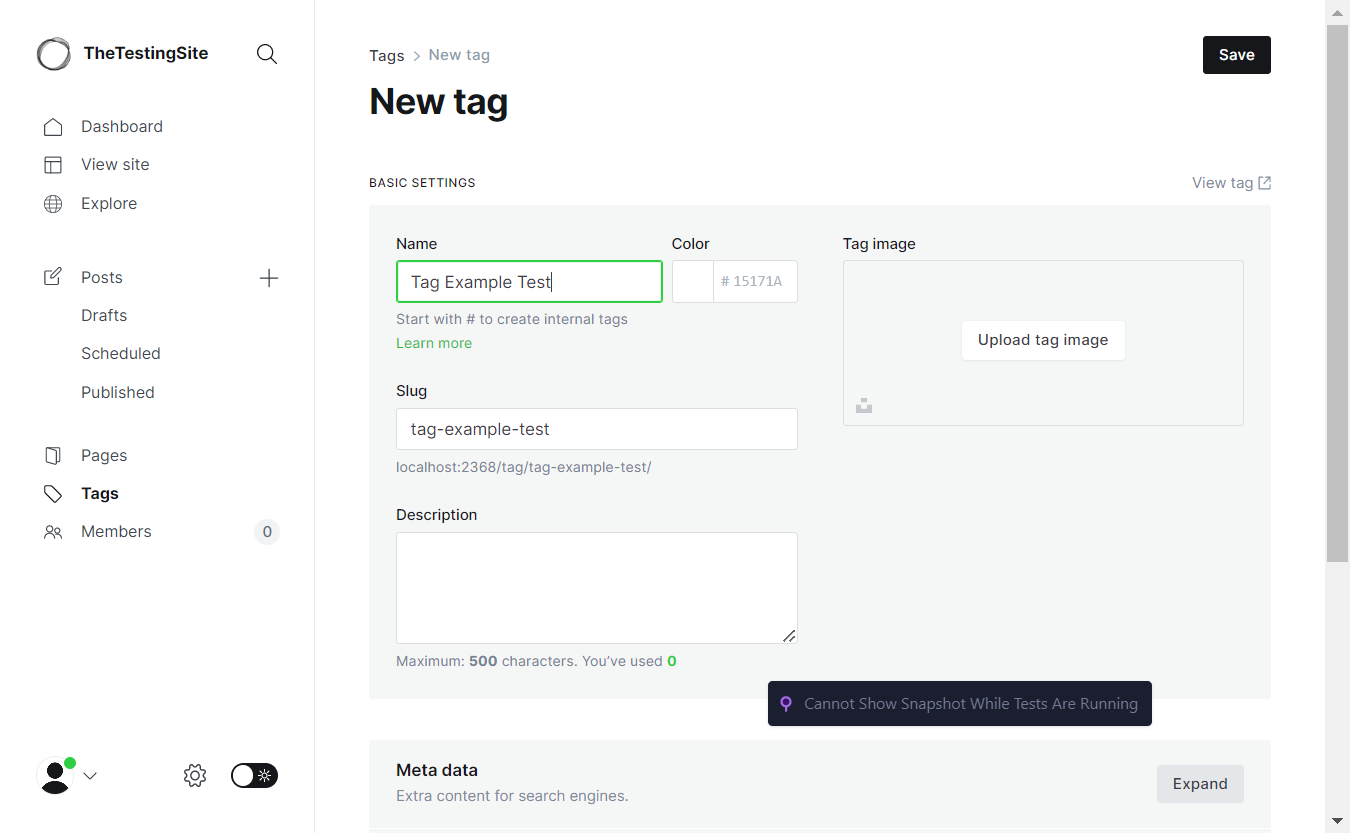 TheTestingSite
Dashboard
View site
Explore
Posts
Drafts
Scheduled
Published
Pages
Tags
Members
0
Tags > New tag
Save
New tag
BASIC SETTINGS
View tag
Name
Color
Tag image
Tag Example Test
# 15171A
Start with # to create internal tags
Learn more
Upload tag image
Slug
tag-example-test
localhost:2368/tag/tag-example-test/
Description
Maximum: 500 characters. You’ve used 0
Cannot Show Snapshot While Tests Are Running
Meta data
Extra content for search engines.
Expand